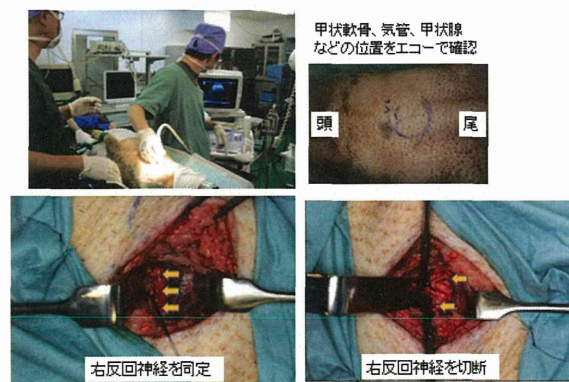 甲状軟骨、気管、甲状腺
などの位置をエコーで確認
頭
尾
右反回神経を同定
右反回神経を切断